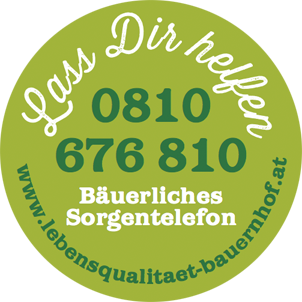 Lass Dir helfen
0810
676 810
Bäuerliches
Sorgentelefon
www.lebensqualitaet-bauernhof.at